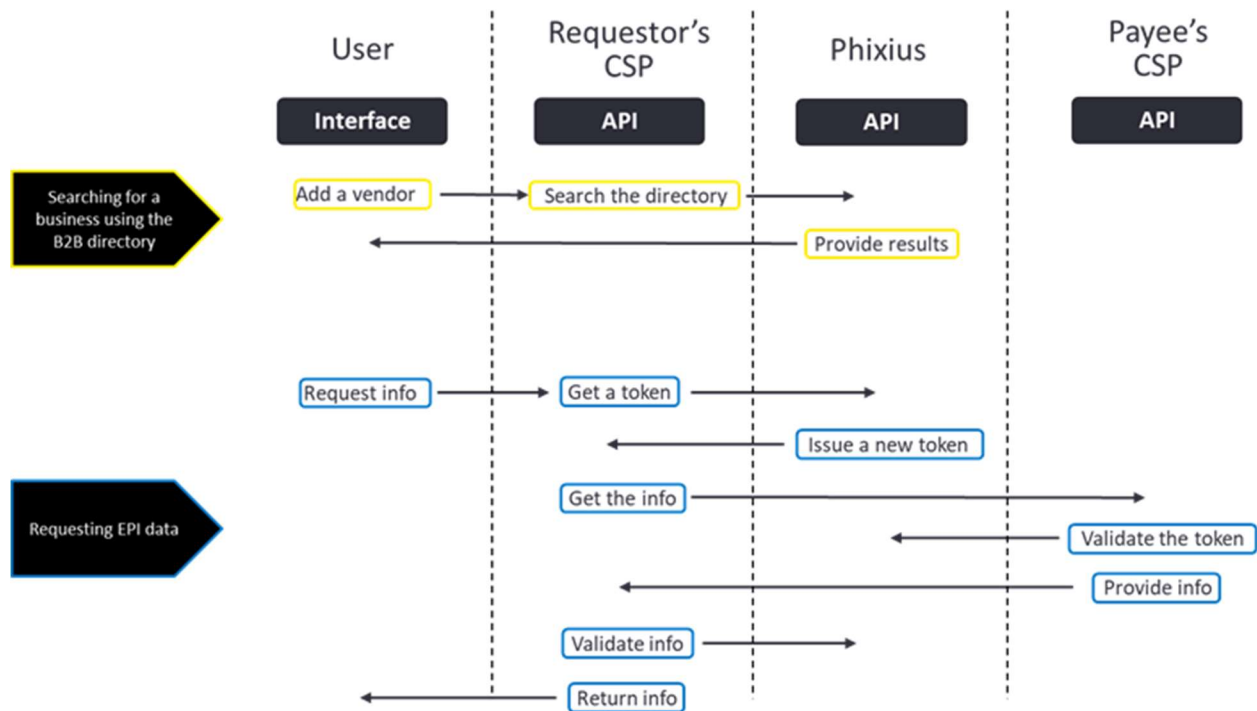 User
Requestor's
CSP
Phixius
Payee's
CSP
Interface
API
API
API
Searching for a
business using the
B2B directory
Add a vendor
Search the directory
Provide results
Request info
Get a token
Issue a new token
Requesting EPI data
Get the info
Validate the token
Provide info
Validate info
Return info